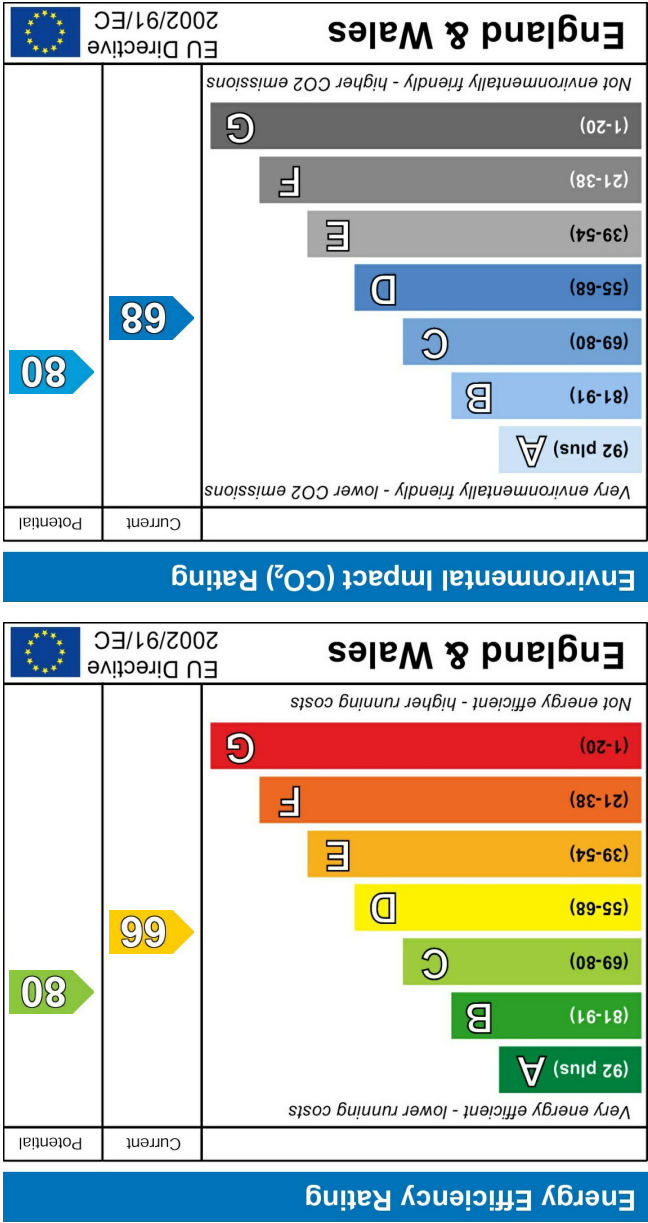 Energy Efficiency Rating
Current
Potential
Very energy efficient - lower running costs
(92 plus) A
(81-91) B
(69-80) C
(55-68) D
(39-54) E
(21-38) F
(1-20) G
66
80
Not energy efficient - higher running costs
England & Wales
EU Directive
2002/91/EC
Environmental Impact (CO₂) Rating
Current
Potential
Very environmentally friendly - lower CO2 emissions
(92 plus) A
(81-91) B
(69-80) C
(55-68) D
(39-54) E
(21-38) F
(1-20) G
68
80
Not environmentally friendly - higher CO2 emissions
England & Wales
EU Directive
2002/91/EC